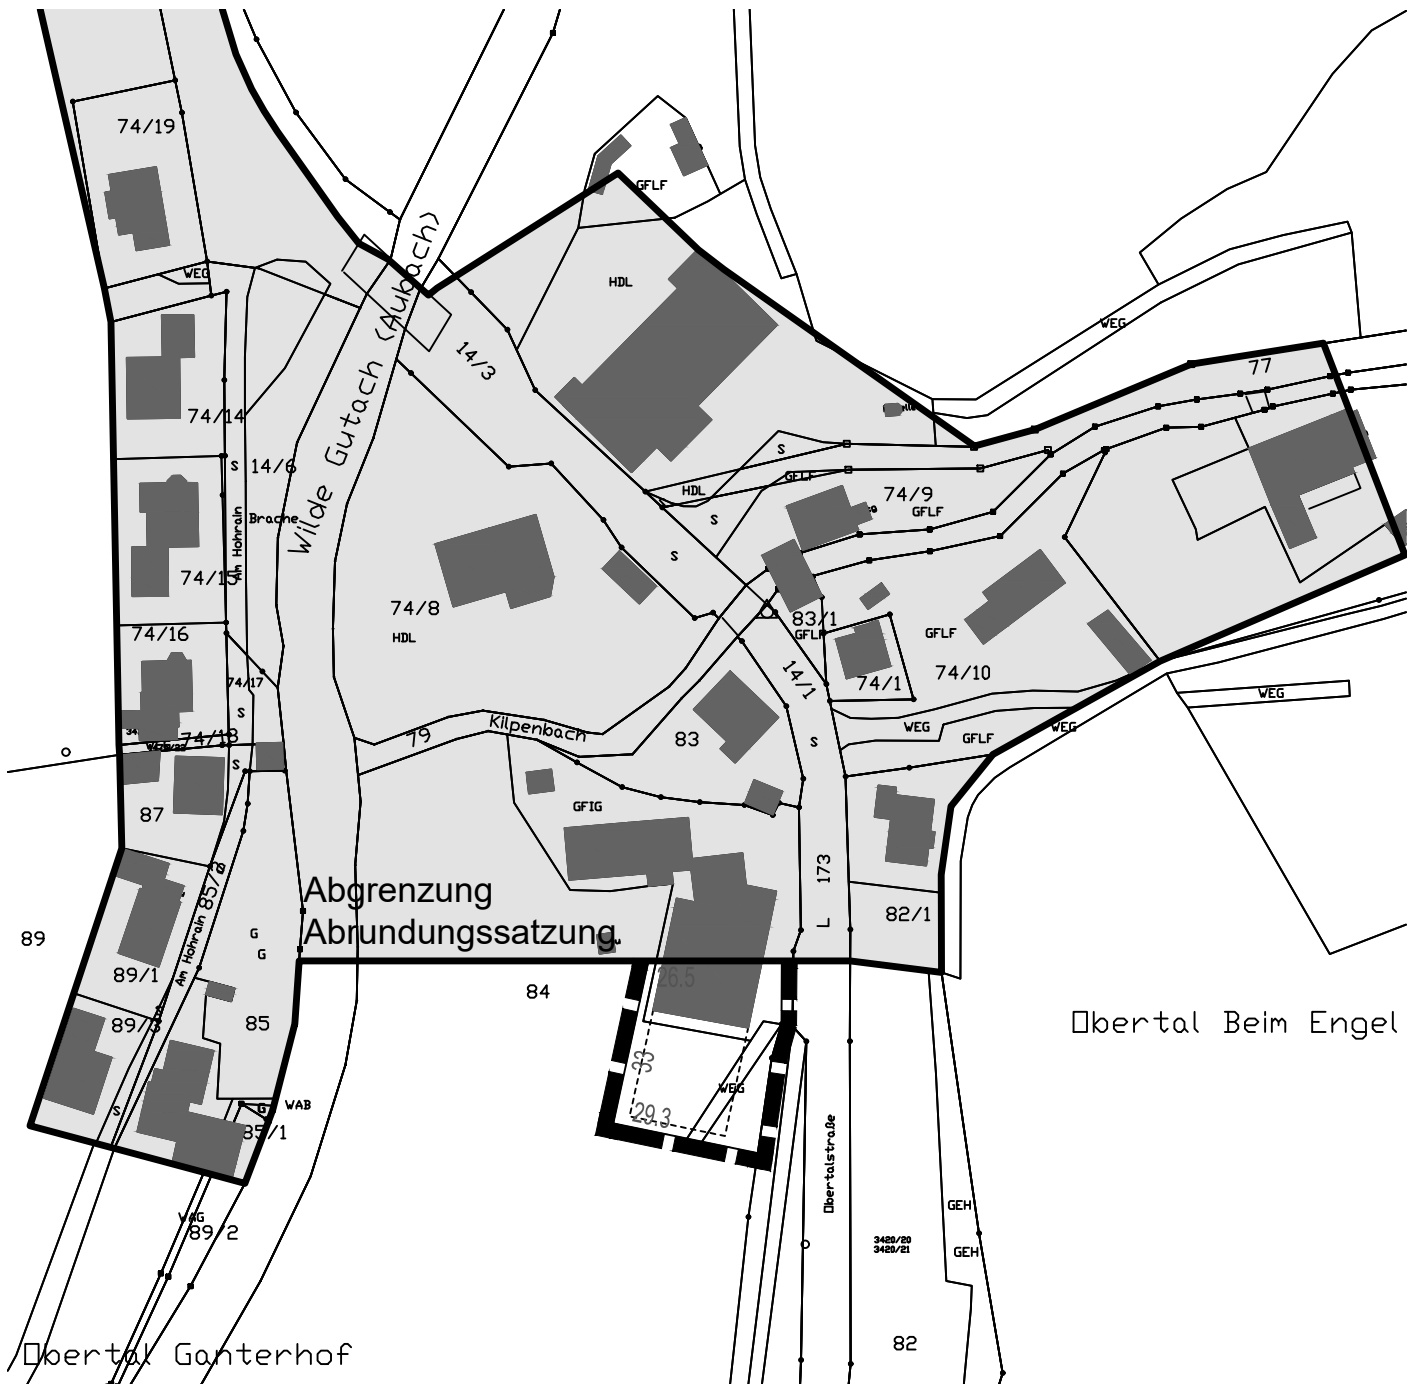 74/19
GFLF
Wilde Gutach (Aubach)
WEG
HDL
WEG
14/3
77
74/14
S
14/6
S
GFLF
HDL
74/9
GFLF
S
Brache
Am Hohrain
S
74/15
74/8
HDL
74/16
83/1
GFLF
GFLF
14/1
74/10
74/1
74/17
S
WEG
WEG
WEG
Kilpenbach
79
83
S
GFLF
74/18
S
87
GFIG
L 173
85/3
Abgrenzung
Abrundungssatzung
82/1
89
G
G
Am Hohrain
89/1
26.5
84
89/3
85
Obertal Beim Engel
33
WEG
29.3
S
G
WAB
85/1
Obertalstraße
WAG
89/2
GEH
3420/20
3420/21
GEH
82
Obertal Ganterhof